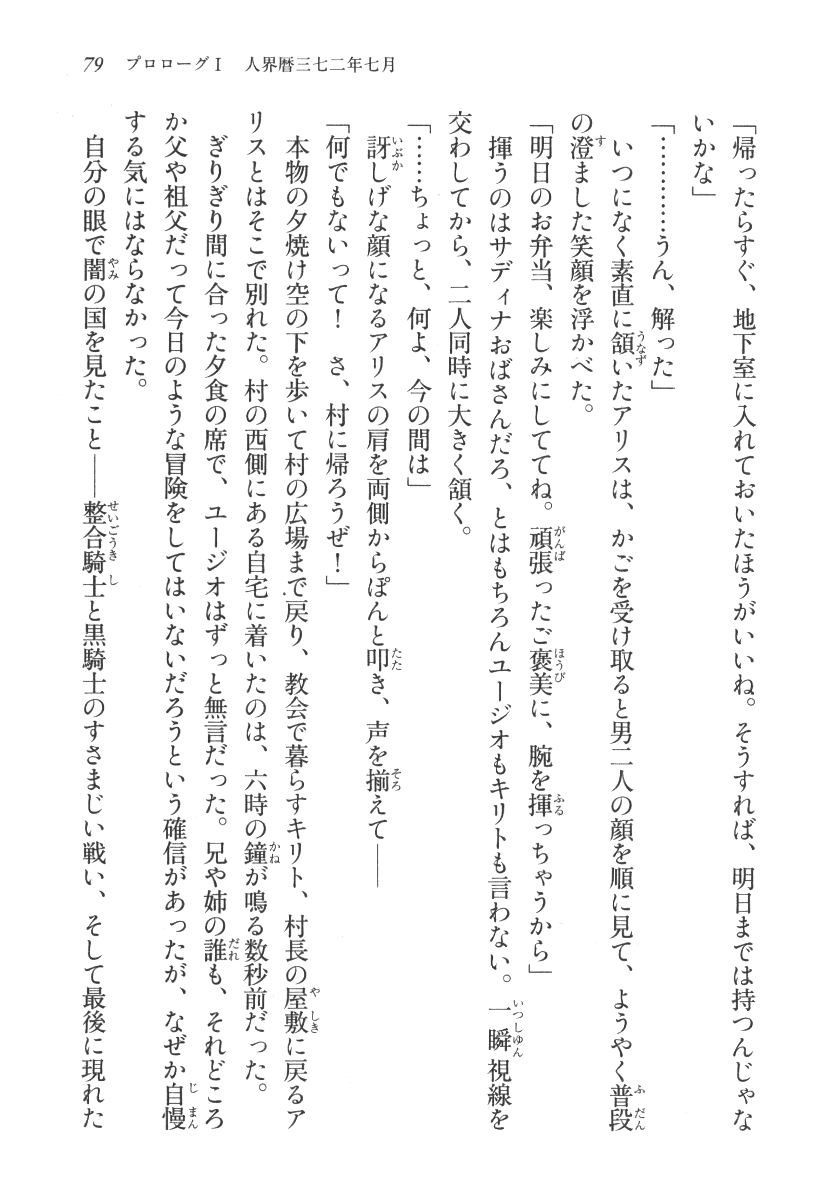 79 プロローグⅠ 人界暦三七二年七月
「帰ったらすぐ、地下室に入れておいたほうがいいね。そうすれば、明日までは持つんじゃな
いかな」
「…………うん、解った」
いつになく素直に頷いたアリスは、かごを受け取ると男二人の顔を順に見て、ようやく普段
の澄ました笑顔を浮かべた。
「明日のお弁当、楽しみにしててね。頑張ったご褒美に、腕を揮っちゃうから」
揮うのはサディナおばさんだろ、とはもちろんユージオもキリトも言わない。一瞬視線を
交わしてから、二人同時に大きく頷く。
「……ちょっと、何よ、今の間は」
訝しげな顔になるアリスの肩を両側からぽんと叩き、声を揃えて――
「何でもないって！ さ、村に帰ろうぜ！」
本物の夕焼け空の下を歩いて村の広場まで戻り、教会で暮らすキリト、村長の屋敷に戻るア
リスとはそこで別れた。村の西側にある自宅に着いたのは、六時の鐘が鳴る数秒前だった。
ぎりぎり間に合った夕食の席で、ユージオはずっと無言だった。兄や姉の誰も、それどころ
か父や祖父だって今日のような冒険をしてはいないだろうという確信があったが、なぜか自慢
する気にはならなかった。
自分の眼で闇の国を見たこと――整合騎士と黒騎士のすさまじい戦い、そして最後に現れた